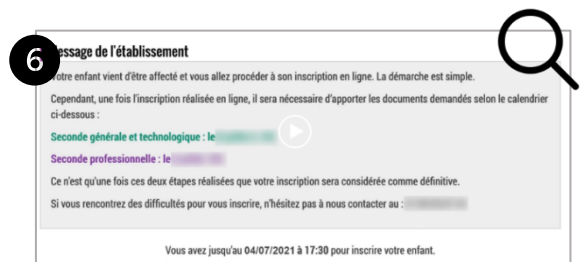 6
essage de l'établissement
otre enfant vient d'être affecté et vous allez procéder à son inscription en ligne. La démarche est simple.
Cependant, une fois l'inscription réalisée en ligne, il sera nécessaire d'apporter les documents demandés selon le calendrier
ci-dessous :
Seconde générale et technologique : le
Seconde professionnelle : le
Ce n'est qu'une fois ces deux étapes réalisées que votre inscription sera considérée comme définitive.
Si vous rencontrez des difficultés pour vous inscrire, n'hésitez pas à nous contacter au :
Vous avez jusqu'au 04/07/2021 à 17:30 pour inscrire votre enfant.